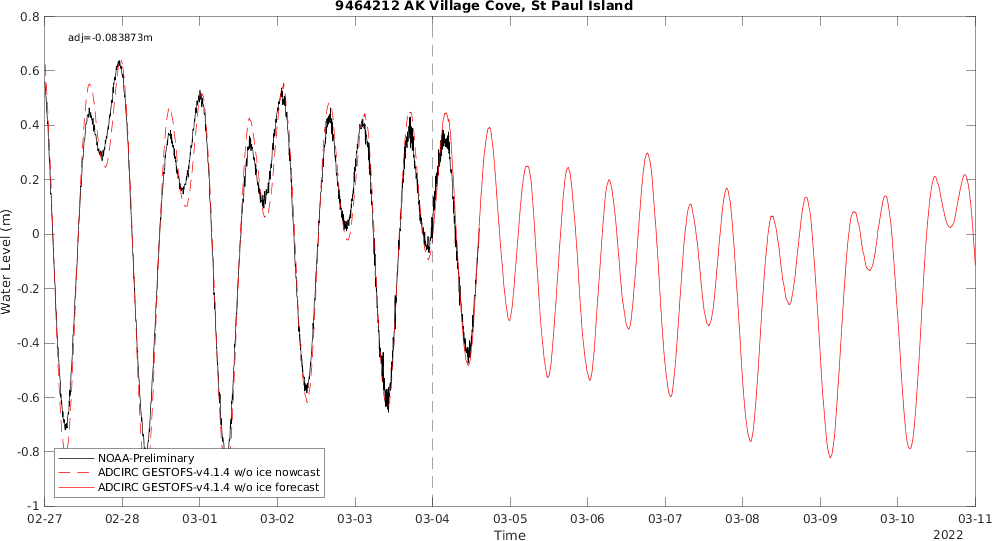 9464212 AK Village Cove, St Paul Island
adj=-0.083873m
Water Level (m)
0.8
0.6
0.4
0.2
0
-0.2
-0.4
-0.6
-0.8
-1
NOAA-Preliminary
ADCIRC GESTOFS-v4.1.4 w/o ice nowcast
ADCIRC GESTOFS-v4.1.4 w/o ice forecast
02-27 02-28 03-01 03-02 03-03 03-04 03-05 03-06 03-07 03-08 03-09 03-10 03-11
Time
2022